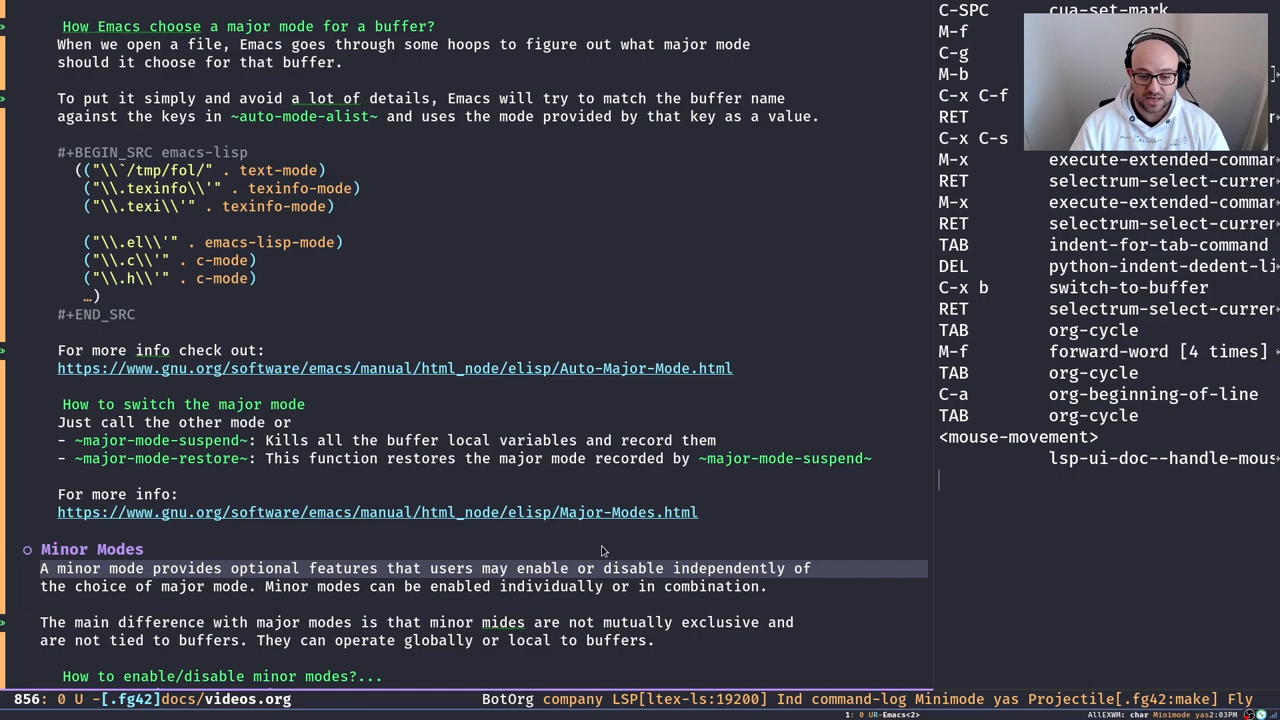 How Emacs choose a major mode for a buffer?
When we open a file, Emacs goes through some hoops to figure out what major mode
should it choose for that buffer.
To put it simply and avoid a lot of details, Emacs will try to match the buffer name
against the keys in ~auto-mode-alist~ and uses the mode provided by that key as a value.
#+BEGIN_SRC emacs-lisp
(("\\`/tmp/fol/" . text-mode)
("\\.texinfo\\'" . texinfo-mode)
("\\.texi\\'" . texinfo-mode)
("\\.el\\'" . emacs-lisp-mode)
("\\.c\\'" . c-mode)
("\\.h\\'" . c-mode)
…)
#+END_SRC
For more info check out:
https://www.gnu.org/software/emacs/manual/html_node/elisp/Auto-Major-Mode.html
How to switch the major mode
Just call the other mode or
- ~major-mode-suspend~: Kills all the buffer local variables and record them
- ~major-mode-restore~: This function restores the major mode recorded by ~major-mode-suspend~
For more info:
https://www.gnu.org/software/emacs/manual/html_node/elisp/Major-Modes.html
Minor Modes
A minor mode provides optional features that users may enable or disable independently of
the choice of major mode. Minor modes can be enabled individually or in combination.
The main difference with major modes is that minor mides are not mutually exclusive and
are not tied to buffers. They can operate globally or local to buffers.
How to enable/disable minor modes?...
856: 0 U -[.fg42]docs/videos.org BotOrg company LSP[ltex-ls:19200] Ind command-log Minimode yas Projectile[.fg42:make] Fly
C-SPC cua-set-mark
M-f
C-g
M-b
C-x C-f
RET
C-x C-s
M-x execute-extended-comman
RET selectrum-select-curren
M-x execute-extended-comman
RET selectrum-select-curren
TAB indent-for-tab-command
DEL python-indent-dedent-li
C-x b switch-to-buffer
RET selectrum-select-curren
TAB org-cycle
M-f forward-word [4 times]
TAB org-cycle
C-a org-beginning-of-line
TAB org-cycle
<mouse-movement>
lsp-ui-doc--handle-mous
1: 0 UR-Emacs<2> AllEXWM: char Minimode yas2:03PM